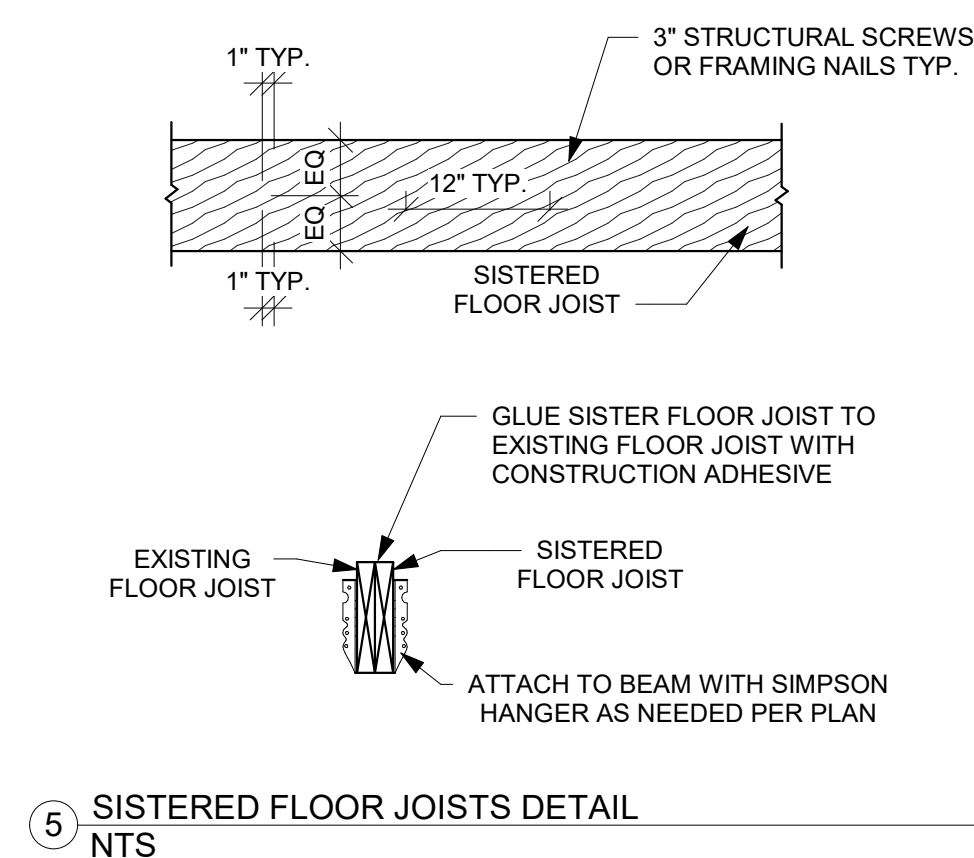 1" TYP.
3" STRUCTURAL SCREWS
OR FRAMING NAILS TYP.
EQ
EQ
12" TYP.
1" TYP.
SISTERED
FLOOR JOIST
GLUE SISTER FLOOR JOIST TO
EXISTING FLOOR JOIST WITH
CONSTRUCTION ADHESIVE
EXISTING
FLOOR JOIST
SISTERED
FLOOR JOIST
ATTACH TO BEAM WITH SIMPSON
HANGER AS NEEDED PER PLAN
5 SISTERED FLOOR JOISTS DETAIL
NTS